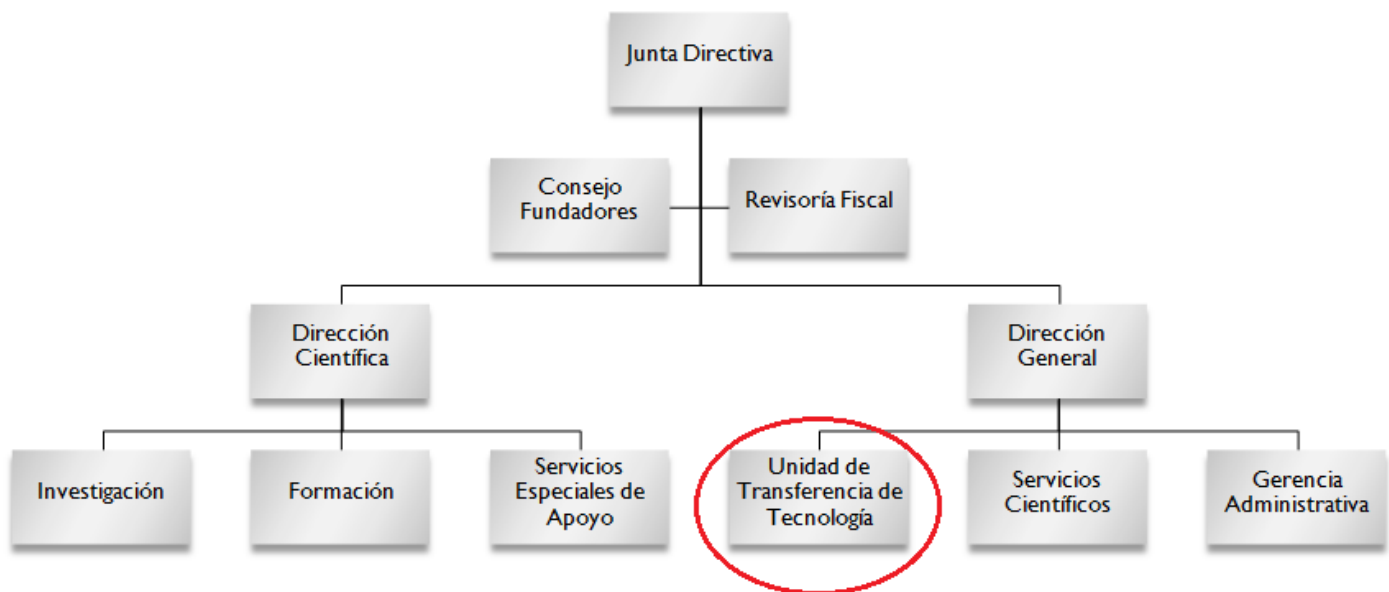 Junta Directiva
Consejo
Fundadores
Revisoría Fiscal
Dirección
Científica
Dirección
General
Investigación
Formación
Servicios
Especiales de
Apoyo
Unidad de
Transferencia de
Tecnología
Servicios
Científicos
Gerencia
Administrativa